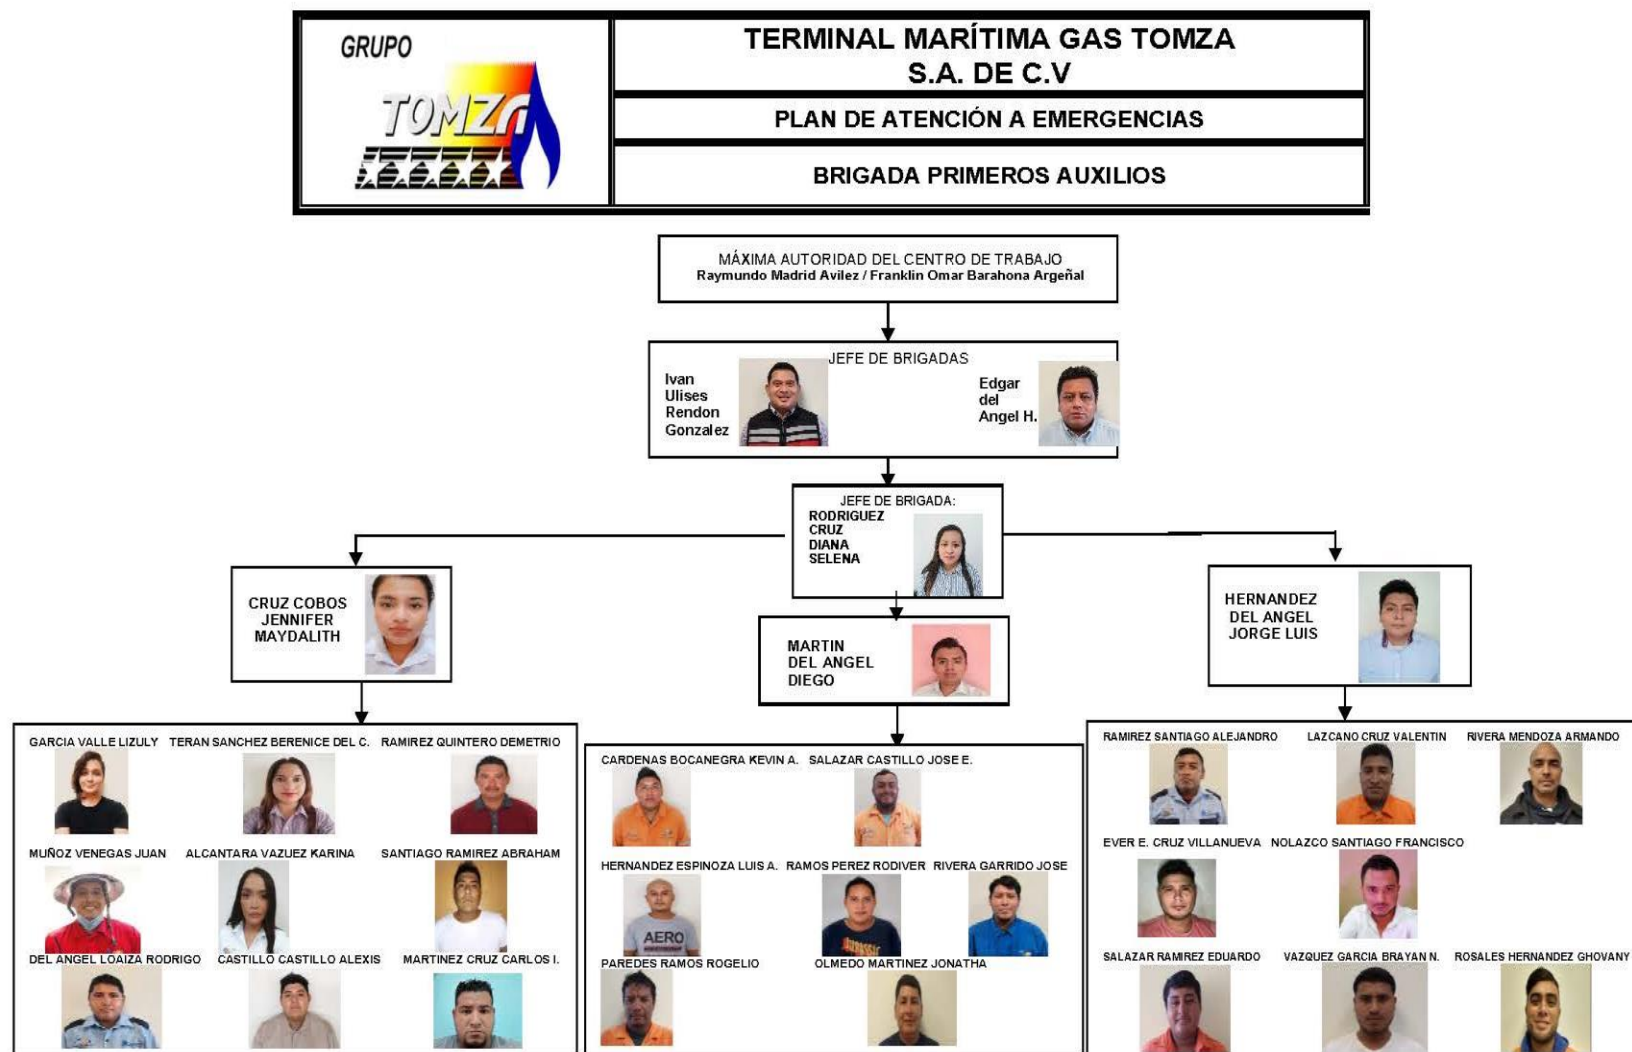 GRUPO
TOMZA
TERMINAL MARÍTIMA GAS TOMZA
S.A. DE C.V
PLAN DE ATENCIÓN A EMERGENCIAS
BRIGADA PRIMEROS AUXILIOS
MÁXIMA AUTORIDAD DEL CENTRO DE TRABAJO
Raymundo Madrid Avilez / Franklin Omar Barahona Argeñal
JEFE DE BRIGADAS
Ivan
Ulises
Rendon
Gonzalez
Edgar
del
Angel H.
JEFE DE BRIGADA:
RODRIGUEZ
CRUZ
DIANA
SELENA
CRUZ COBOS
JENNIFER
MAYDALITH
MARTIN
DEL ANGEL
DIEGO
HERNANDEZ
DEL ANGEL
JORGE LUIS
GARCIA VALLE LIZULY TERAN SANCHEZ BERENICE DEL C. RAMIREZ QUINTERO DEMETRIO
MUÑOZ VENEGAS JUAN ALCANTARA VAZUEZ KARINA SANTIAGO RAMIREZ ABRAHAM
DEL ANGEL LOAIZA RODRIGO CASTILLO CASTILLO ALEXIS MARTINEZ CRUZ CARLOS I.
CARDENAS BOCANEGRA KEVIN A. SALAZAR CASTILLO JOSE E.
HERNANDEZ ESPINOZA LUIS A. RAMOS PEREZ RODIVER RIVERA GARRIDO JOSE
AERO
JURASSIC
PAREDES RAMOS ROGELIO OLMEDO MARTINEZ JONATHA
RAMIREZ SANTIAGO ALEJANDRO LAZCANO CRUZ VALENTIN RIVERA MENDOZA ARMANDO
EVER E. CRUZ VILLANUEVA NOLAZCO SANTIAGO FRANCISCO
SALAZAR RAMIREZ EDUARDO VAZQUEZ GARCIA BRAYAN N. ROSALES HERNANDEZ GHOVANY